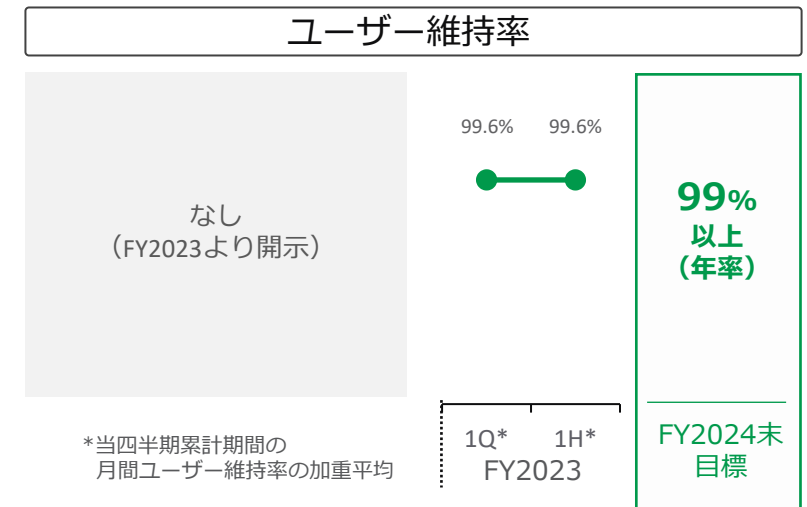 ユーザー維持率
なし
（FY2023より開示）
99.6% 99.6%
99%
以上
（年率）
*当四半期累計期間の
月間ユーザー維持率の加重平均
1Q* 1H*
FY2023
FY2024末
目標